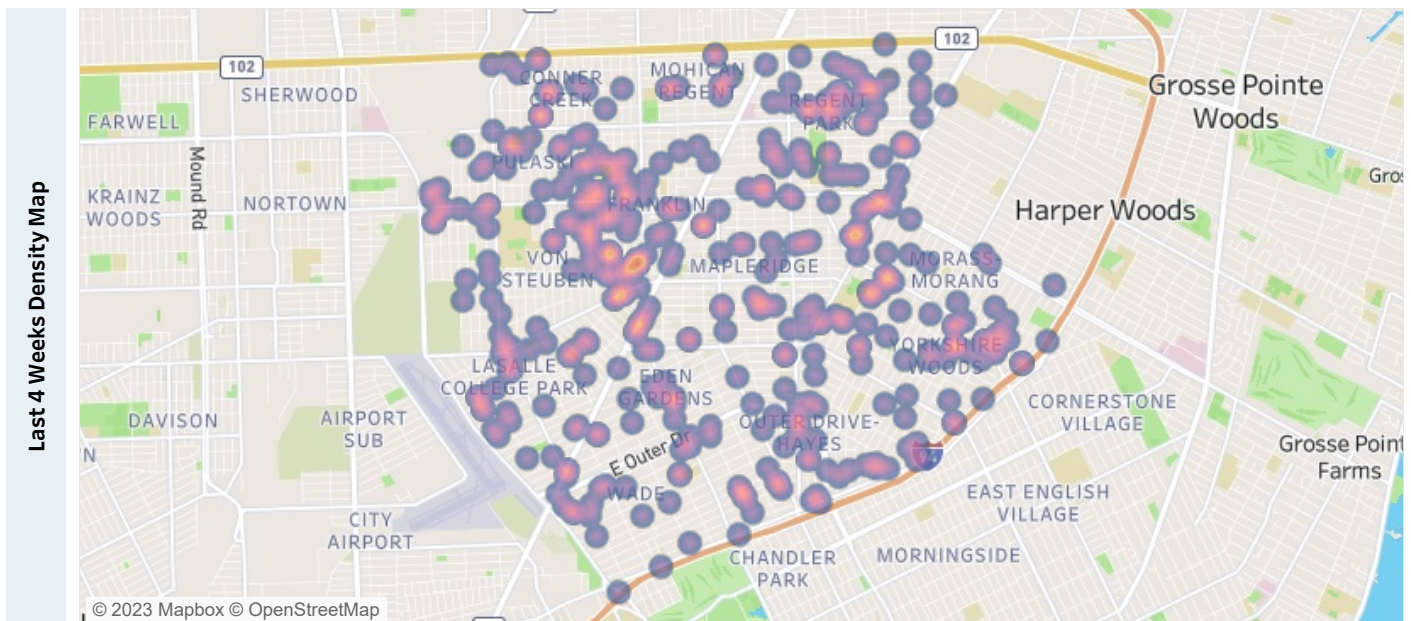 Last 4 Weeks Density Map
102
102
SHERWOOD
CONNER
CREEK
MOHICAN
REGENT
REGENT
PARK
Grosse Pointe
Woods
FARWELL
Mound Rd
PULASKI
KRAINZ
WOODS
NORTOWN
FRANKLIN
Gros
Harper Woods
VON
STEUBEN
MAPLERIDGE
MORASS-
MORANG
LASALLE
COLLEGE PARK
EDEN
GARDENS
YORKSHIRE
WOODS
DAVISON
AIRPORT
SUB
OUTER DRIVE-
HAYES
CORNERSTONE
VILLAGE
N
E Outer Dr
94
Grosse Point
Farms
WADE
EAST ENGLISH
VILLAGE
CITY
AIRPORT
CHANDLER
PARK
MORNINGSIDE
© 2023 Mapbox © OpenStreetMap